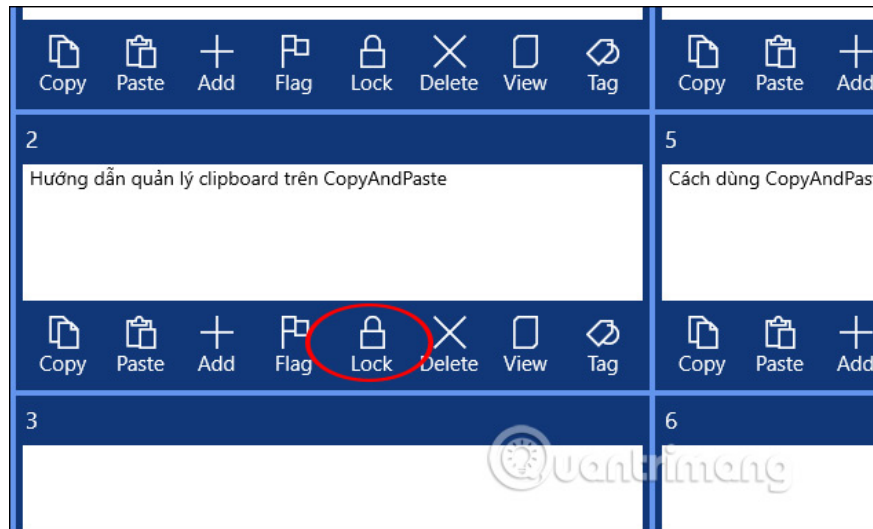 Copy Paste Add Flag Lock Delete View Tag Copy Paste Add
2 5
Hướng dẫn quản lý clipboard trên CopyAndPaste Cách dùng CopyAndPas
Copy Paste Add Flag Lock Delete View Tag Copy Paste Add
3 6
Quantrimang